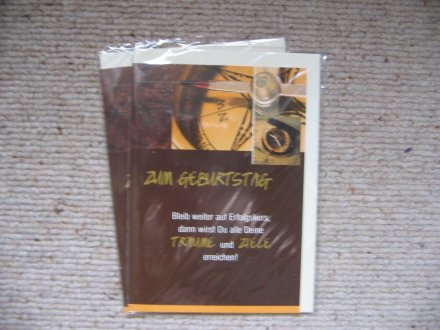 ZUM GEBURTSTAG
Bleib weiter auf Erfolgskurs,
dann wirst Du alle Deine
TRÄUME und ZIELE
erreichen!